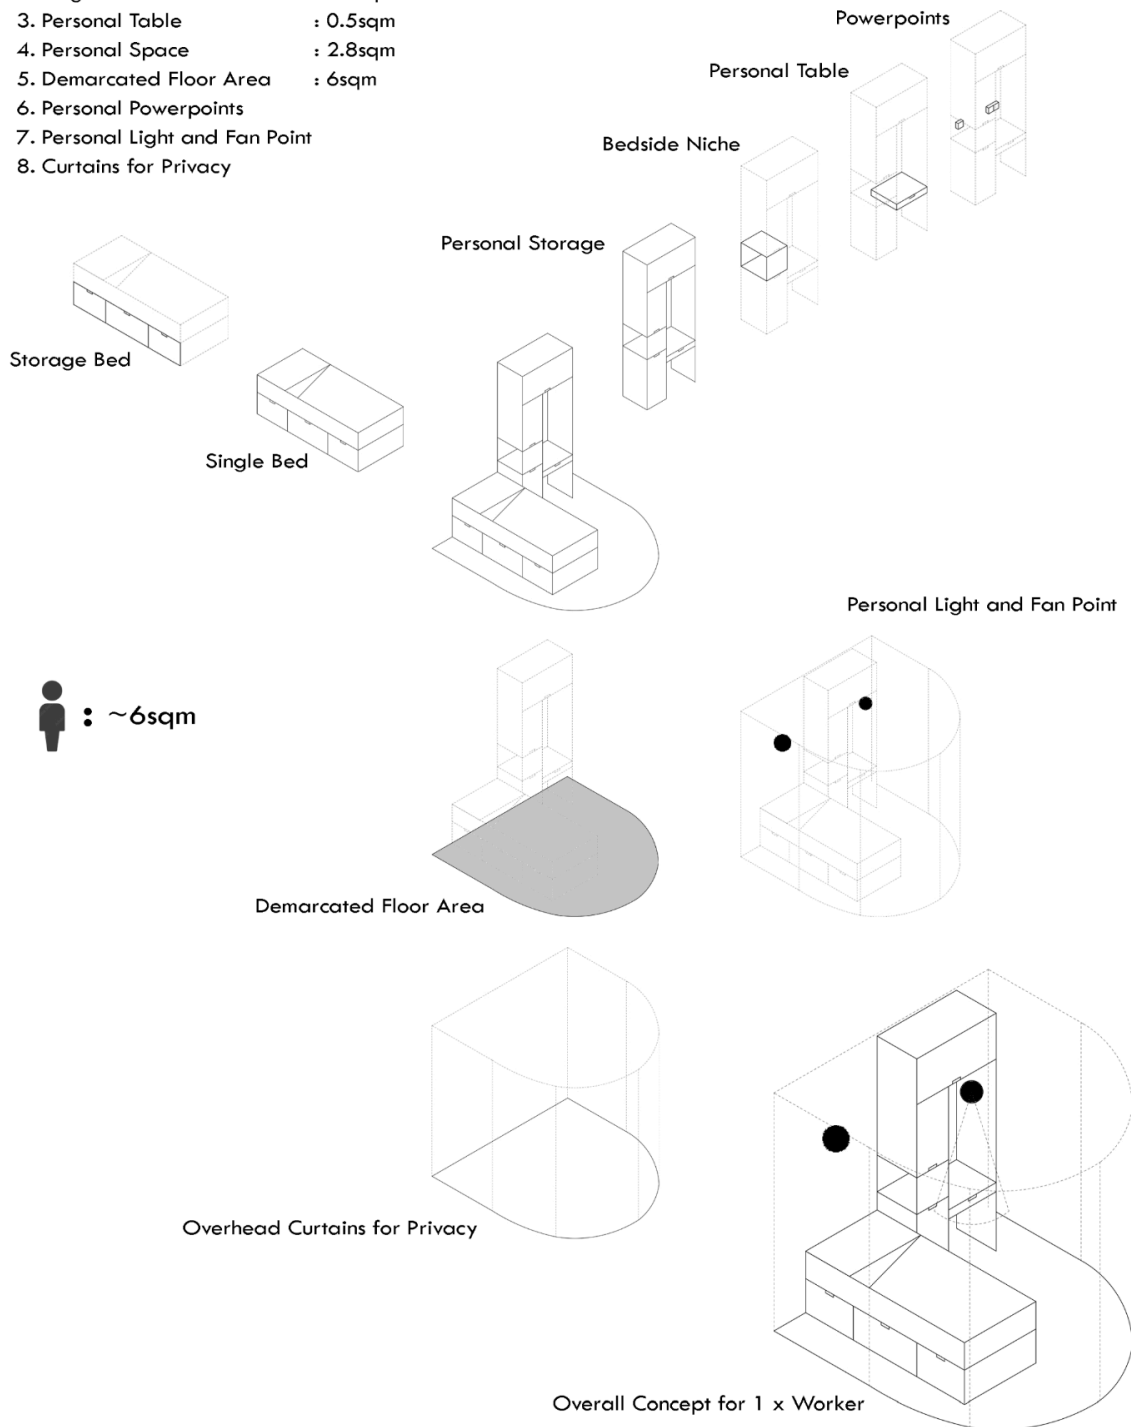 3. Personal Table : 0.5sqm
4. Personal Space : 2.8sqm
5. Demarcated Floor Area : 6sqm
6. Personal Powerpoints
7. Personal Light and Fan Point
8. Curtains for Privacy
Powerpoints
Personal Table
Bedside Niche
Personal Storage
Storage Bed
Single Bed
Personal Light and Fan Point
: ~6sqm
Demarcated Floor Area
Overhead Curtains for Privacy
Overall Concept for 1 x Worker